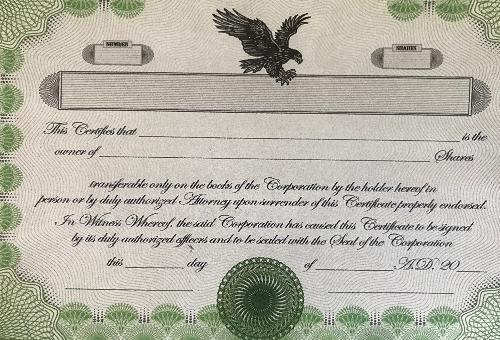 NUMBER
SHARES
This Certifies that is the
owner of Shares
transferable only on the books of the Corporation by the holder hereof in
person or by duly authorized Attorney upon surrender of this Certificate properly endorsed.
In Witness Whereof, the said Corporation has caused this Certificate to be signed
by its duly authorized officers and to be sealed with the Seal of the Corporation
this day of A.D. 20